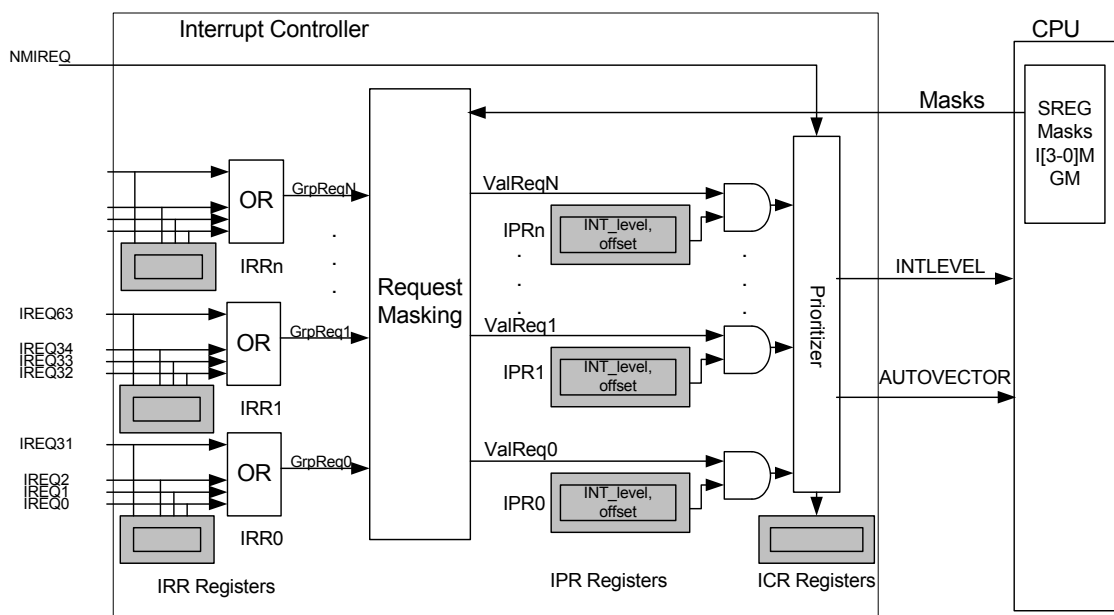 Interrupt Controller
CPU
NMIREQ
Masks
SREG
Masks
I[3-0]M
GM
OR
GrpReqN
ValReqN
IRRn
IPRn
INT_level,
offset
Request
Masking
Prioritizer
INTLEVEL
IREQ63
OR
GrpReq1
ValReq1
IREQ34
IREQ33
IREQ32
IPR1
INT_level,
offset
AUTOVECTOR
IRR1
IREQ31
OR
GrpReq0
ValReq0
IREQ2
IREQ1
IREQ0
IPR0
INT_level,
offset
IRR0
IRR Registers
IPR Registers
ICR Registers